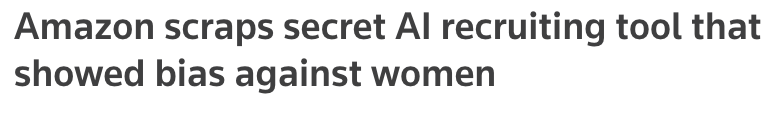 Amazon scraps secret AI recruiting tool that
showed bias against women